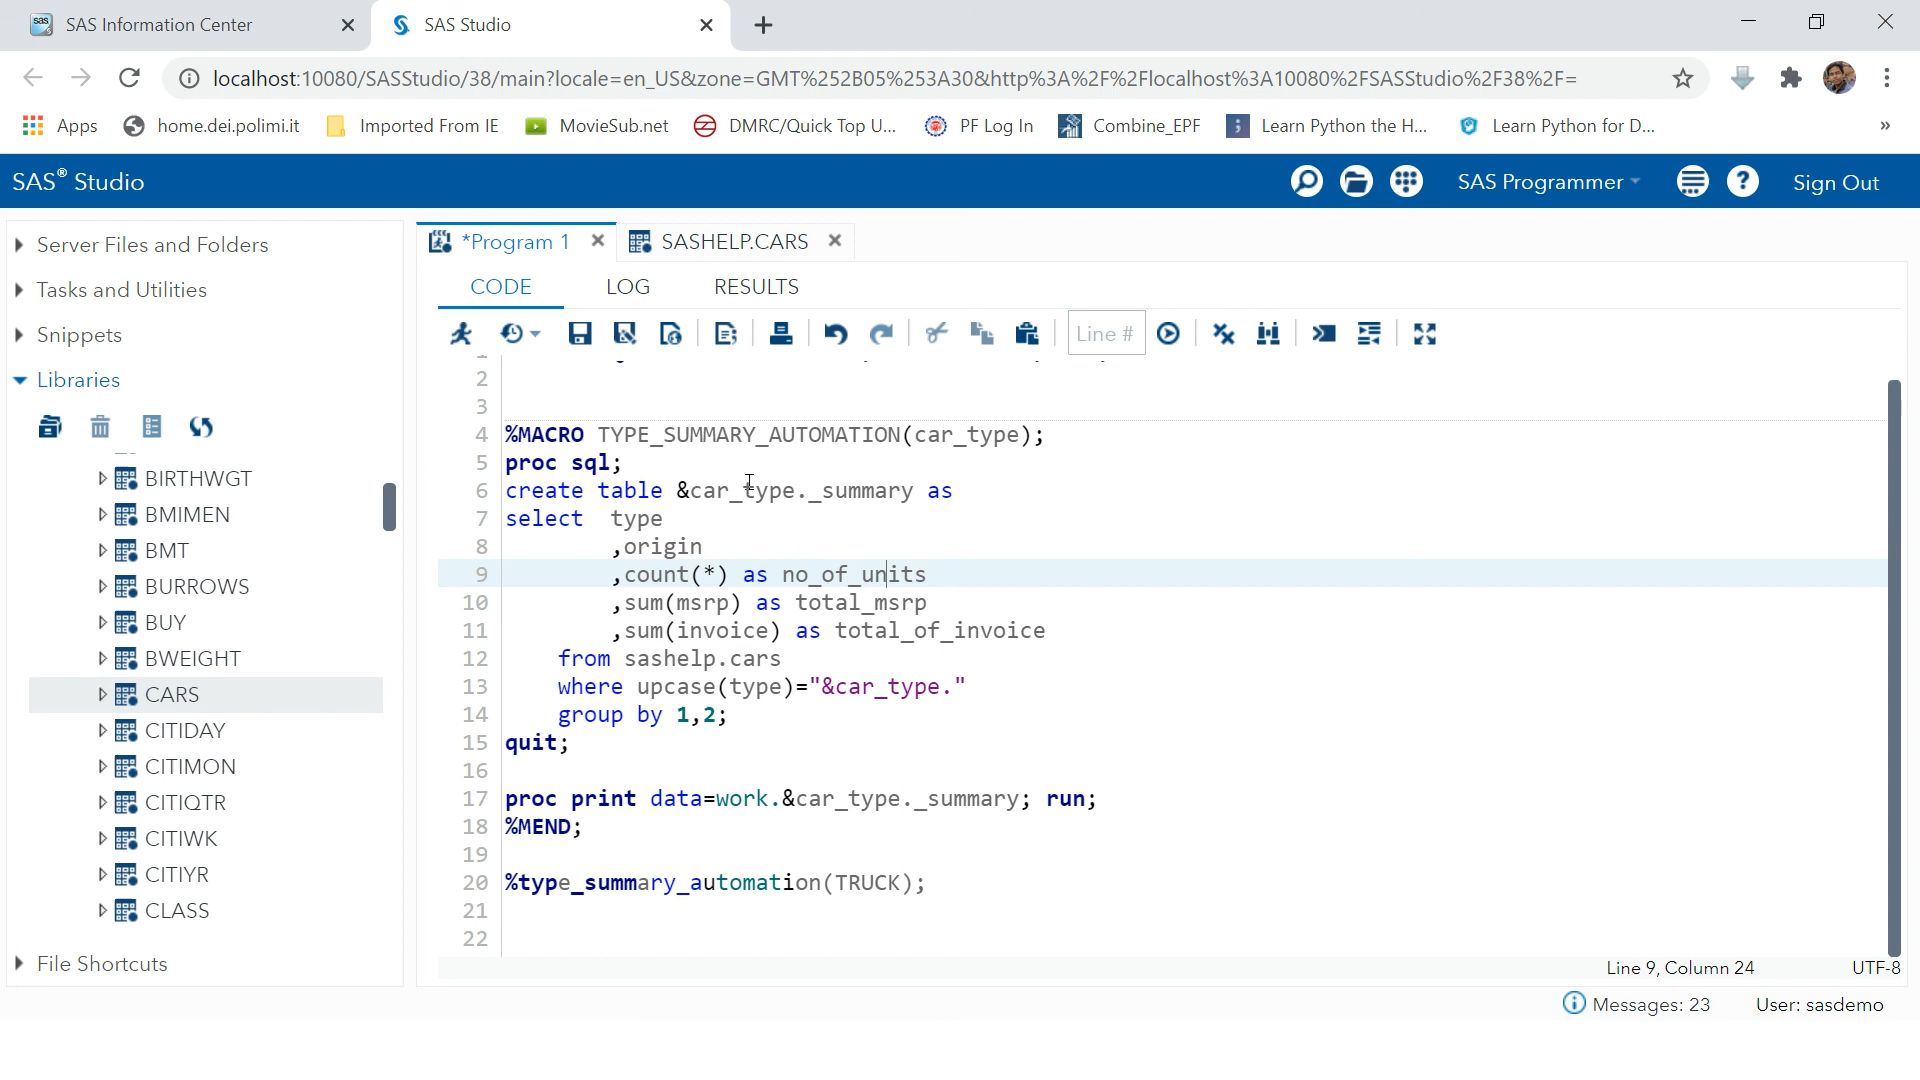 sas SAS Information Center
SAS Studio
localhost:10080/SASStudio/38/main?locale=en_US&zone=GMT%252B05%253A30&http%3A%2F%2Flocalhost%3A10080%2FSASStudio%2F38%2F=
Apps home.dei.polimi.it Imported From IE MovieSub.net DMRC/Quick Top U... PF Log In Combine_EPF Learn Python the H... Learn Python for D... »
SAS® Studio
SAS Programmer
Sign Out
Server Files and Folders
Tasks and Utilities
Snippets
Libraries
BIRTHWGT
BMIMEN
BMT
BURROWS
BUY
BWEIGHT
CARS
CITIDAY
CITIMON
CITIQTR
CITIWK
CITIYR
CLASS
File Shortcuts
*Program 1
SASHELP.CARS
CODE LOG RESULTS
Line #
2
3
4 %MACRO TYPE_SUMMARY_AUTOMATION(car_type);
5 proc sql;
6 create table &car_type._summary as
7 select  type
8 ,origin
9 ,count(*) as no_of_units
10 ,sum(msrp) as total_msrp
11 ,sum(invoice) as total_of_invoice
12 from sashelp.cars
13 where upcase(type)="&car_type."
14 group by 1,2;
15 quit;
16
17 proc print data=work.&car_type._summary; run;
18 %MEND;
19
20 %type_summary_automation(TRUCK);
21
22
Line 9, Column 24
UTF-8
Messages: 23
User: sasdemo